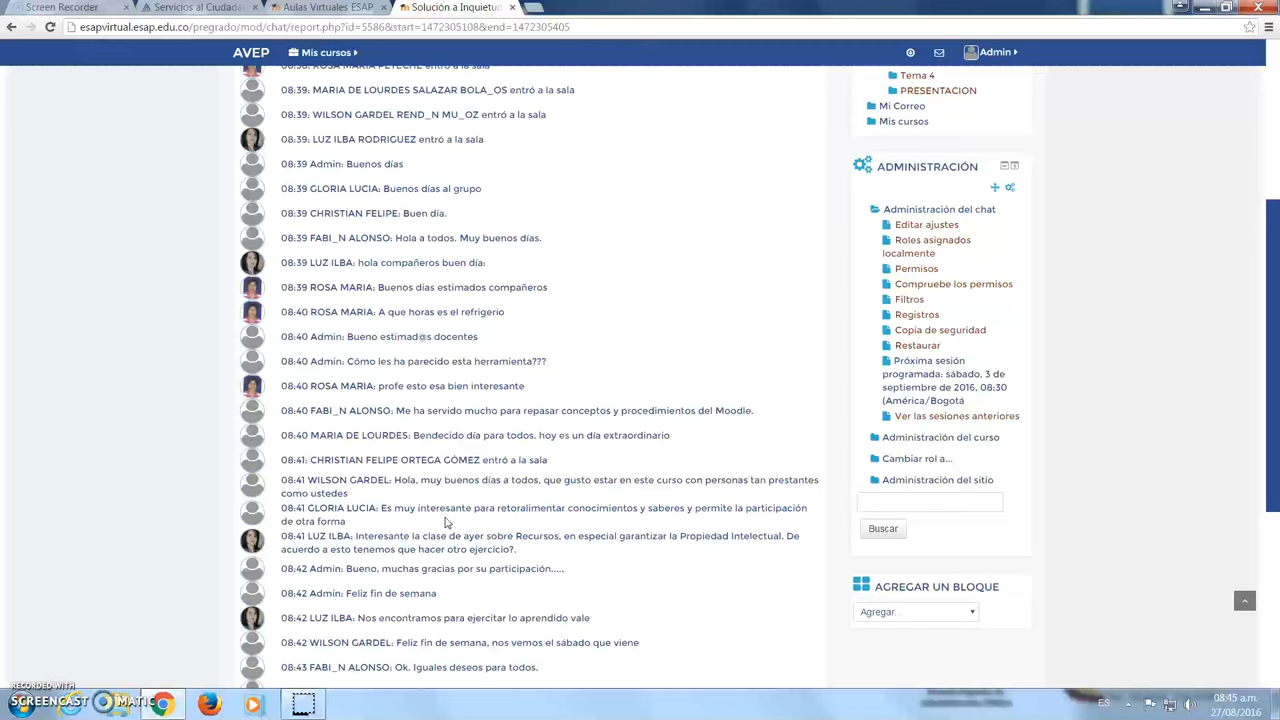 Screen Recorder
Servicios al Ciudada
Aulas Virtuales ESAP
Solución a Inquietud
esapvirtual.esap.edu.co/pregrado/mod/chat/report.php?id=5586&start=1472305108&end=1472305405
AVEP
Mis cursos
Admin
08:38: ROSA MARIA PETECHE entró a la sala
08:39: MARIA DE LOURDES SALAZAR BOLA_OS entró a la sala
08:39: WILSON GARDEL REND_N MU_OZ entró a la sala
08:39: LUZ ILBA RODRIGUEZ entró a la sala
08:39 Admin: Buenos días
08:39 GLORIA LUCIA: Buenos días al grupo
08:39 CHRISTIAN FELIPE: Buen día.
08:39 FABI_N ALONSO: Hola a todos. Muy buenos días.
08:39 LUZ ILBA: hola compañeros buen día:
08:39 ROSA MARIA: Buenos dias estimados compañeros
08:40 ROSA MARIA: A que horas es el refrigerio
08:40 Admin: Bueno estimad@s docentes
08:40 Admin: Cómo les ha parecido esta herramienta???
08:40 ROSA MARIA: profe esto esa bien interesante
08:40 FABI_N ALONSO: Me ha servido mucho para repasar conceptos y procedimientos del Moodle.
08:40 MARIA DE LOURDES: Bendecido día para todos. hoy es un día extraordinario
08:41: CHRISTIAN FELIPE ORTEGA GÓMEZ entró a la sala
08:41 WILSON GARDEL: Hola, muy buenos días a todos, que gusto estar en este curso con personas tan prestantes
como ustedes
08:41 GLORIA LUCIA: Es muy interesante para retoralimentar conocimientos y saberes y permite la participación
de otra forma
08:41 LUZ ILBA: Interesante la clase de ayer sobre Recursos, en especial garantizar la Propiedad Intelectual. De
acuerdo a esto tenemos que hacer otro ejercicio?.
08:42 Admin: Bueno, muchas gracias por su participación.....
08:42 Admin: Feliz fin de semana
08:42 LUZ ILBA: Nos encontramos para ejercitar lo aprendido vale
08:42 WILSON GARDEL: Feliz fin de semana, nos vemos el sábado que viene
08:43 FABI_N ALONSO: Ok. Iguales deseos para todos.
Tema 4
PRESENTACION
Mi Correo
Mis cursos
ADMINISTRACIÓN
Administración del chat
Editar ajustes
Roles asignados
localmente
Permisos
Compruebe los permisos
Filtros
Registros
Copia de seguridad
Restaurar
Próxima sesión
programada: sábado, 3 de
septiembre de 2016, 08:30
(América/Bogotá
Ver las sesiones anteriores
Administración del curso
Cambiar rol a...
Administración del sitio
Buscar
AGREGAR UN BLOQUE
Agregar...
RECORDED WITH
SCREENCAST MATIC
ES
08:45 a.m.
27/08/2016